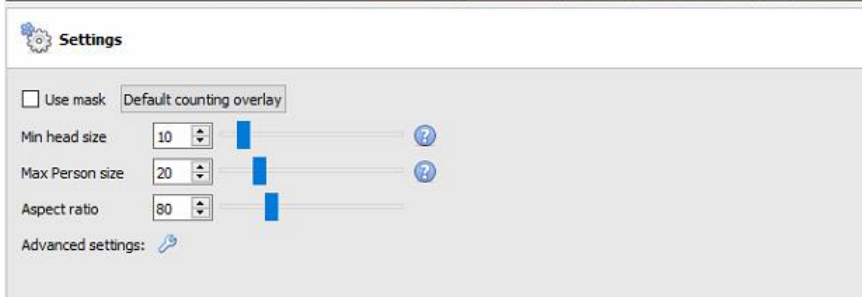 Settings
Use mask Default counting overlay
Min head size 10 ?
Max Person size 20 ?
Aspect ratio 80
Advanced settings: